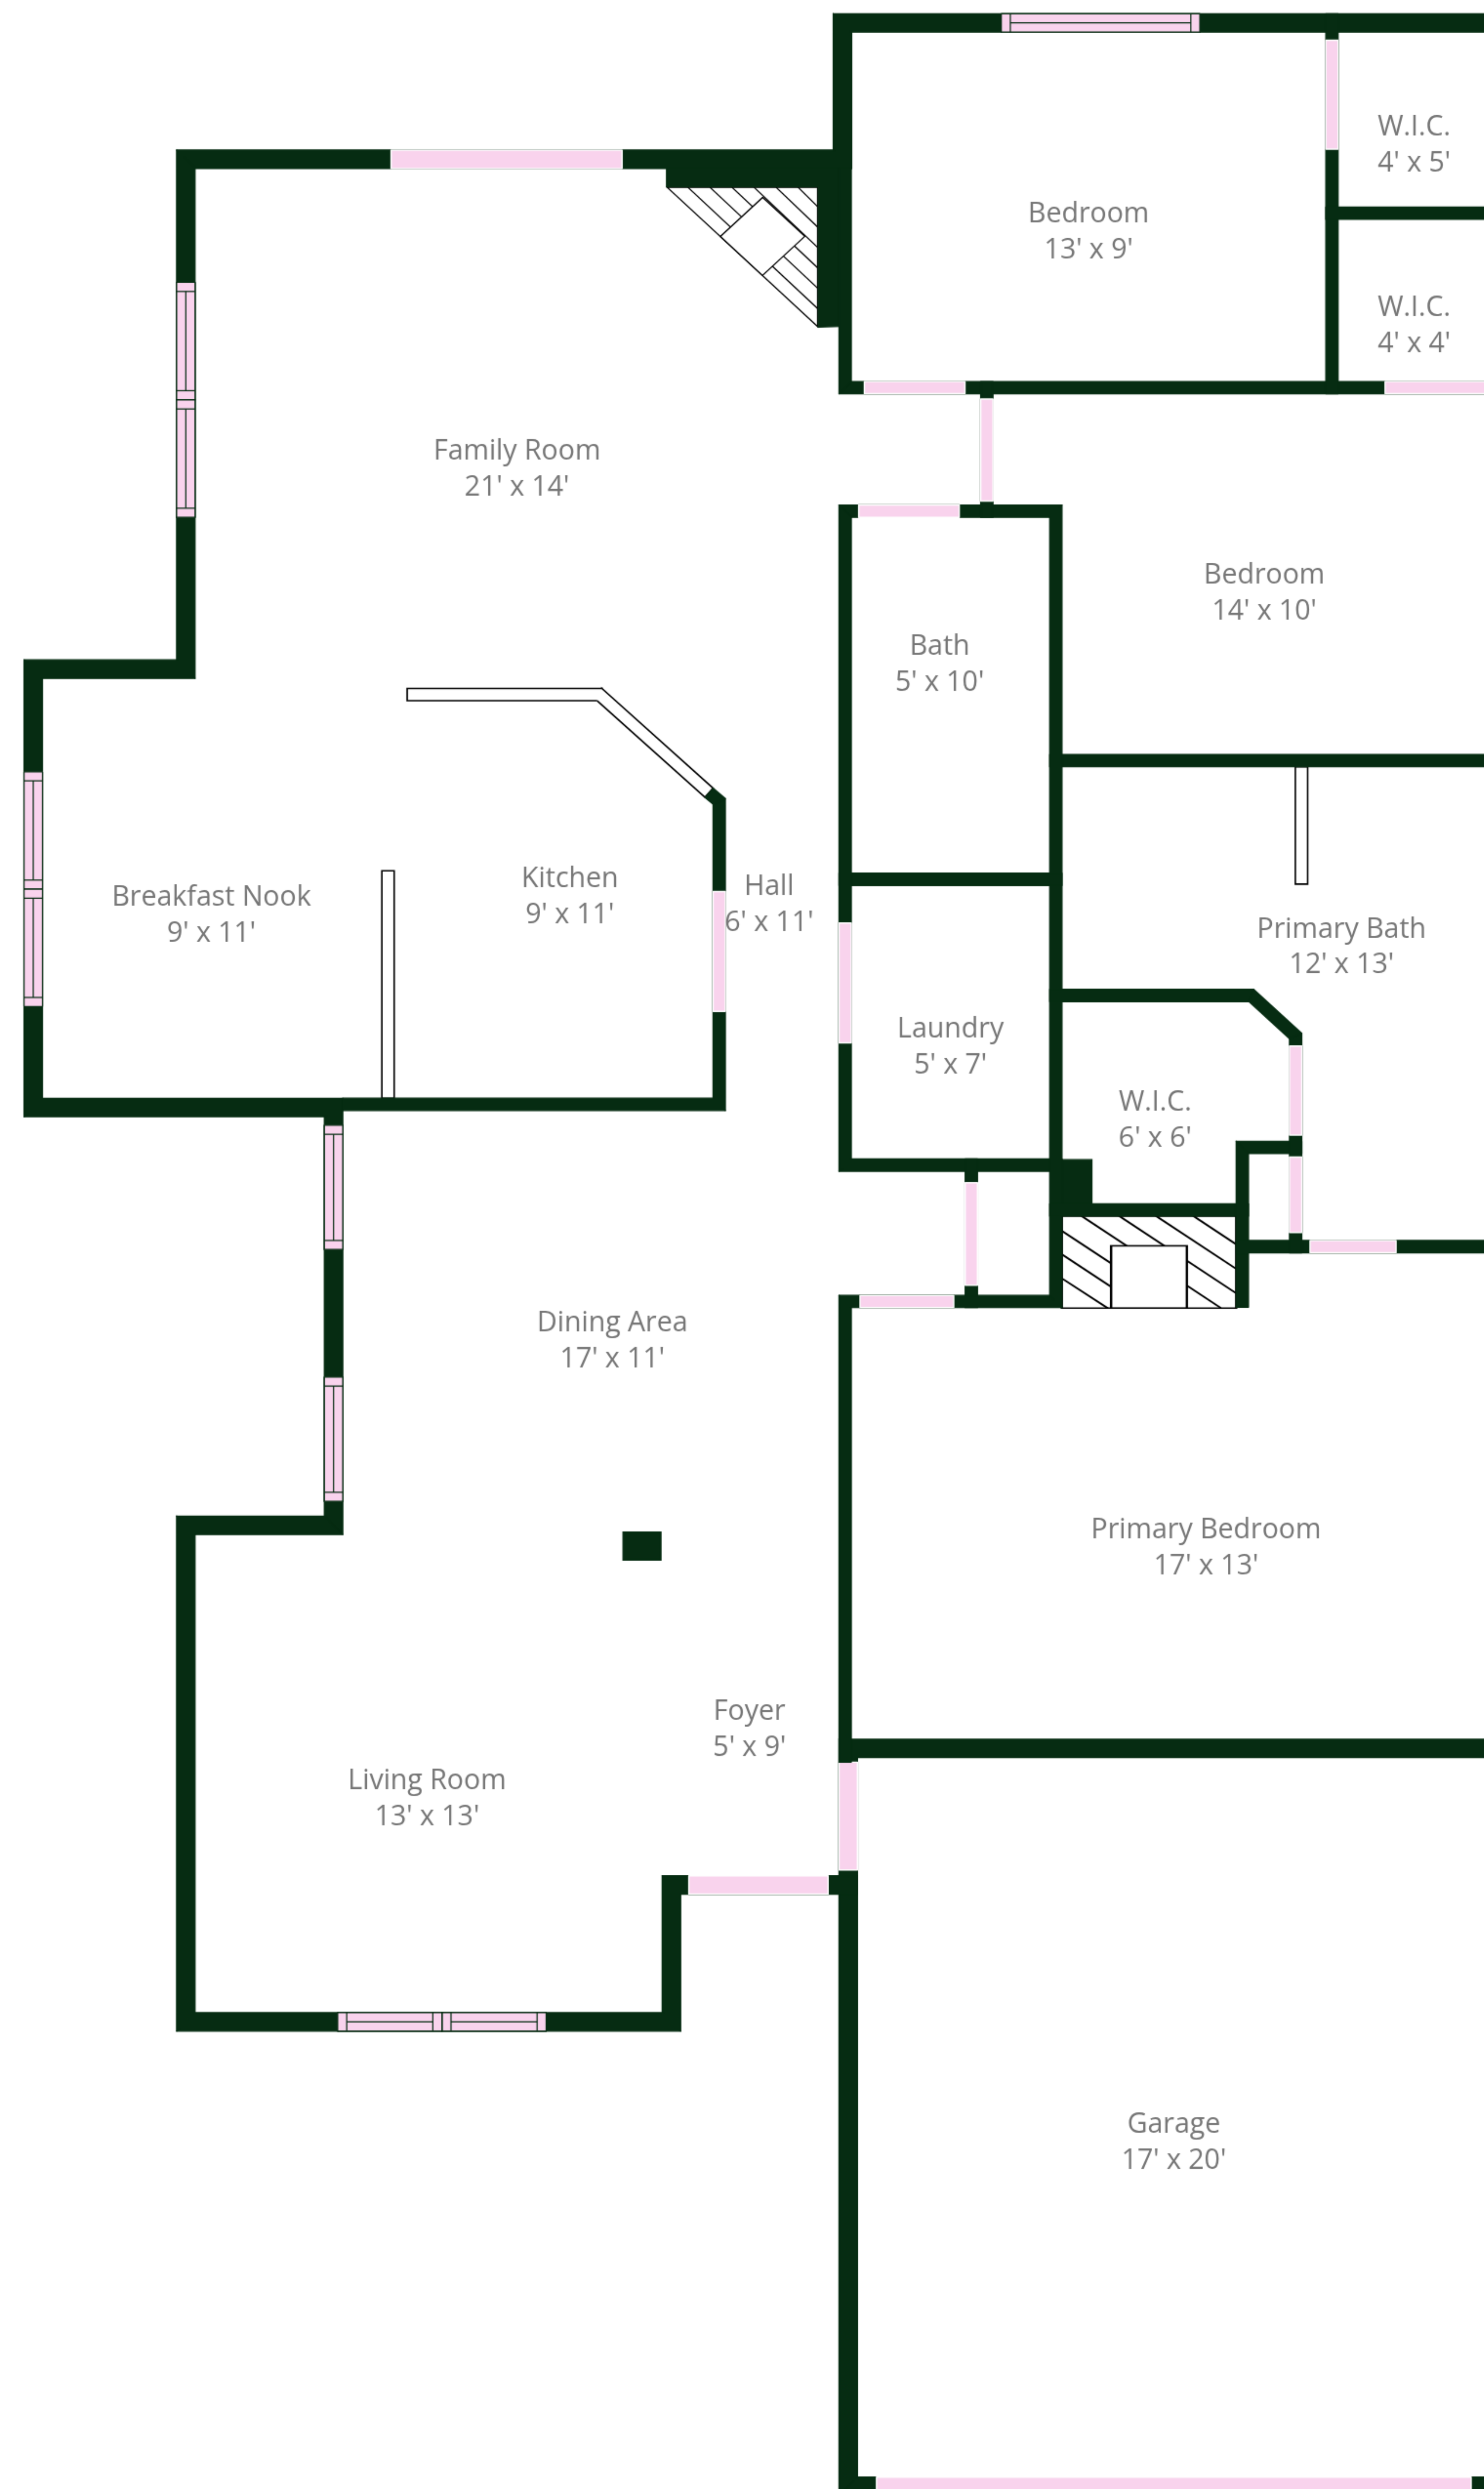 W.I.C.
4' x 5'
Bedroom
13' x 9'
W.I.C.
4' x 4'
Family Room
21' x 14'
Bedroom
14' x 10'
Bath
5' x 10'
Breakfast Nook
9' x 11'
Kitchen
9' x 11'
Hall
6' x 11'
Primary Bath
12' x 13'
Laundry
5' x 7'
W.I.C.
6' x 6'
Dining Area
17' x 11'
Primary Bedroom
17' x 13'
Foyer
5' x 9'
Living Room
13' x 13'
Garage
17' x 20'